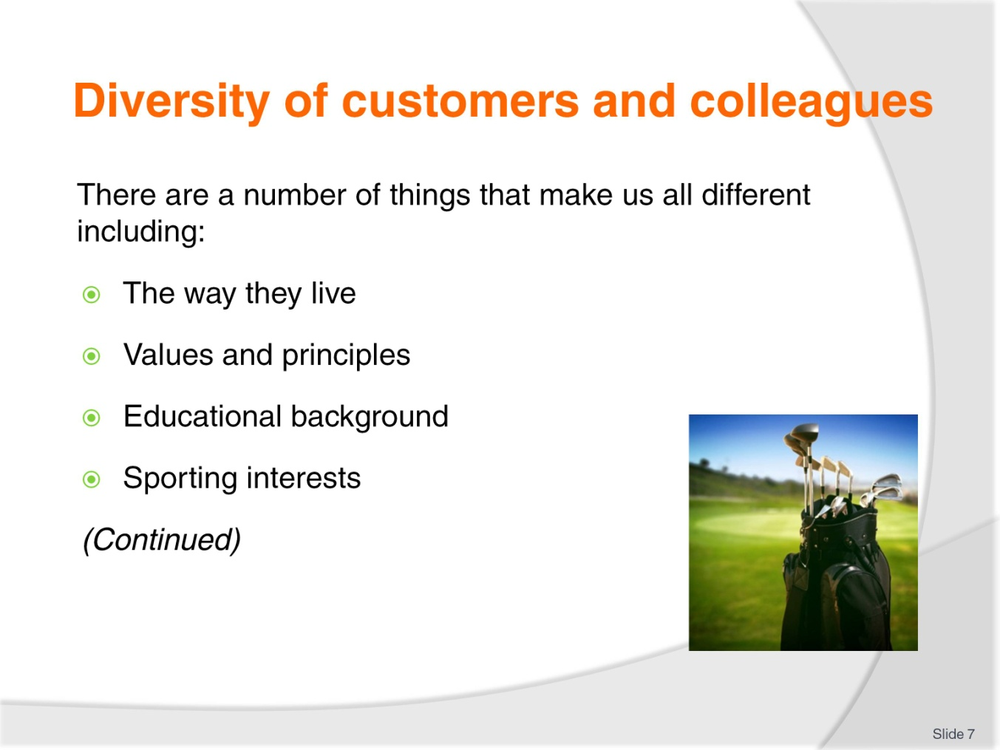 Diversity of customers and colleagues
There are a number of things that make us all different
including:
The way they live
Values and principles
Educational background
Sporting interests
(Continued)
Slide 7